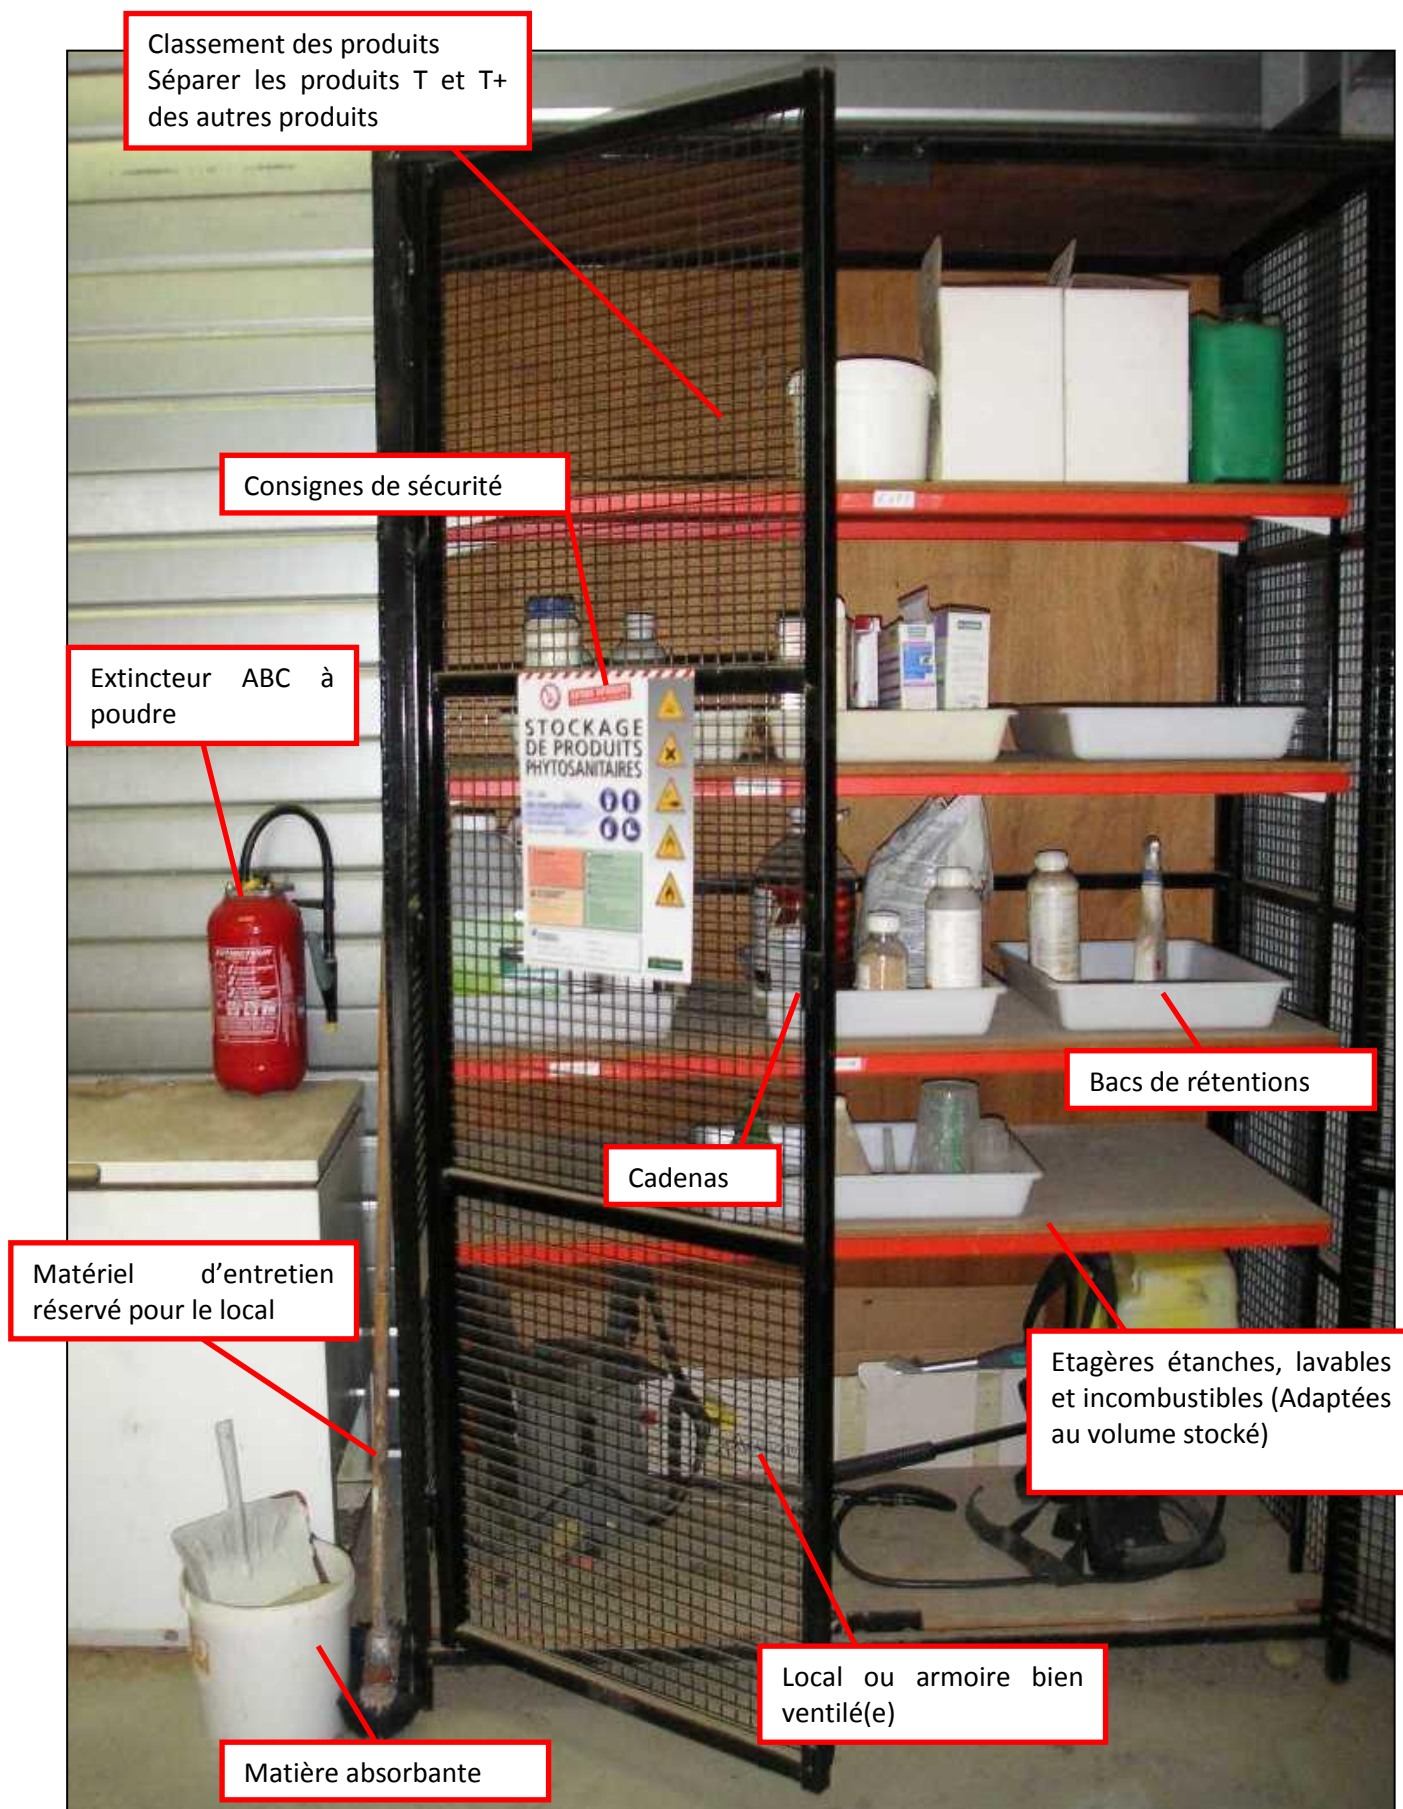 Classement des produits
Séparer les produits T et T+
des autres produits
Consignes de sécurité
Extincteur ABC à
poudre
STOCKAGE
DE PRODUITS
PHYTOSANITAIRES
Bacs de rétentions
Cadenas
Matériel d'entretien
réservé pour le local
Etagères étanches, lavables
et incombustibles (Adaptées
au volume stocké)
Local ou armoire bien
ventilé(e)
Matière absorbante